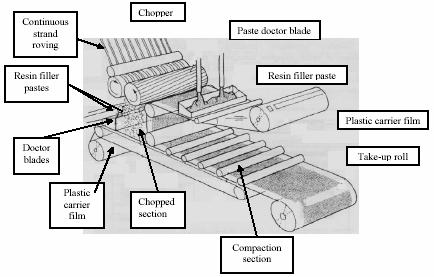 Chopper
Continuous
strand
roving
Paste doctor blade
Resin filler
pastes
Resin filler paste
Plastic carrier film
Doctor
blades
Take-up roll
Plastic
carrier
film
Chopped
section
Compaction
section